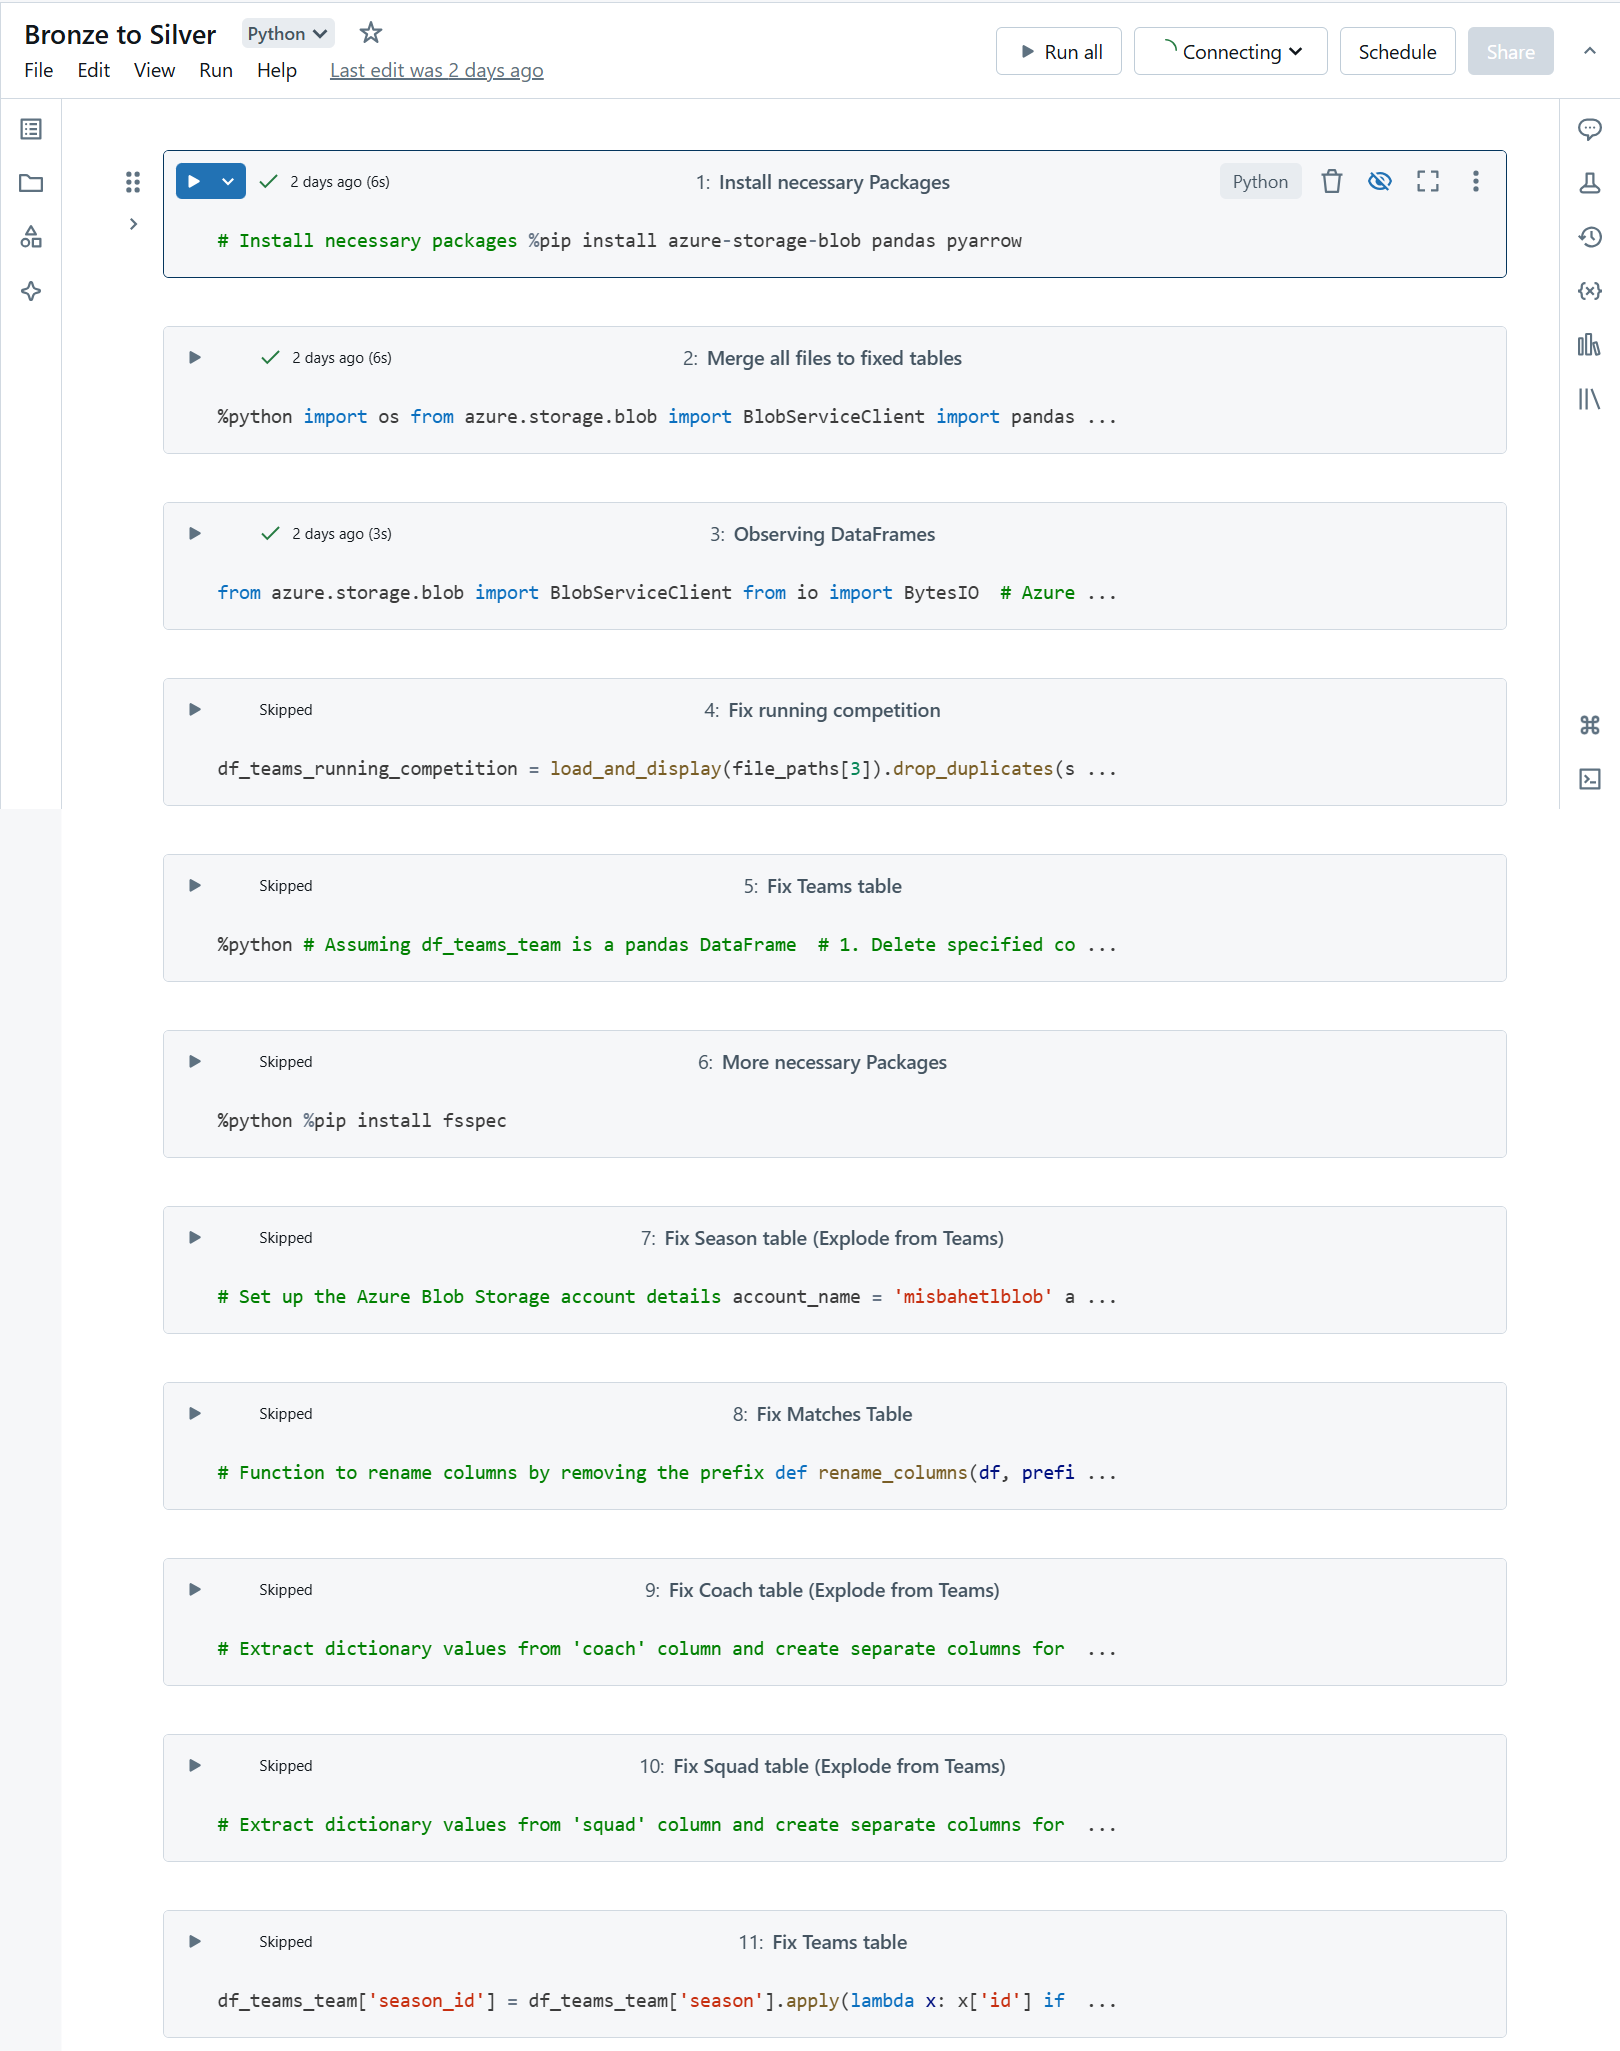 Bronze to Silver Python
File Edit View Run Help Last edit was 2 days ago
Run all Connecting Schedule Share
2 days ago (6s) 1: Install necessary Packages Python
# Install necessary packages %pip install azure-storage-blob pandas pyarrow
2 days ago (6s) 2: Merge all files to fixed tables
%python import os from azure.storage.blob import BlobServiceClient import pandas ...
2 days ago (3s) 3: Observing DataFrames
from azure.storage.blob import BlobServiceClient from io import BytesIO # Azure ...
Skipped 4: Fix running competition
df_teams_running_competition = load_and_display(file_paths[3]).drop_duplicates(s ...
Skipped 5: Fix Teams table
%python # Assuming df_teams_team is a pandas DataFrame # 1. Delete specified co ...
Skipped 6: More necessary Packages
%python %pip install fsspec
Skipped 7: Fix Season table (Explode from Teams)
# Set up the Azure Blob Storage account details account_name = 'misbahetlblob' a ...
Skipped 8: Fix Matches Table
# Function to rename columns by removing the prefix def rename_columns(df, prefi ...
Skipped 9: Fix Coach table (Explode from Teams)
# Extract dictionary values from 'coach' column and create separate columns for ...
Skipped 10: Fix Squad table (Explode from Teams)
# Extract dictionary values from 'squad' column and create separate columns for ...
Skipped 11: Fix Teams table
df_teams_team['season_id'] = df_teams_team['season'].apply(lambda x: x['id'] if ...